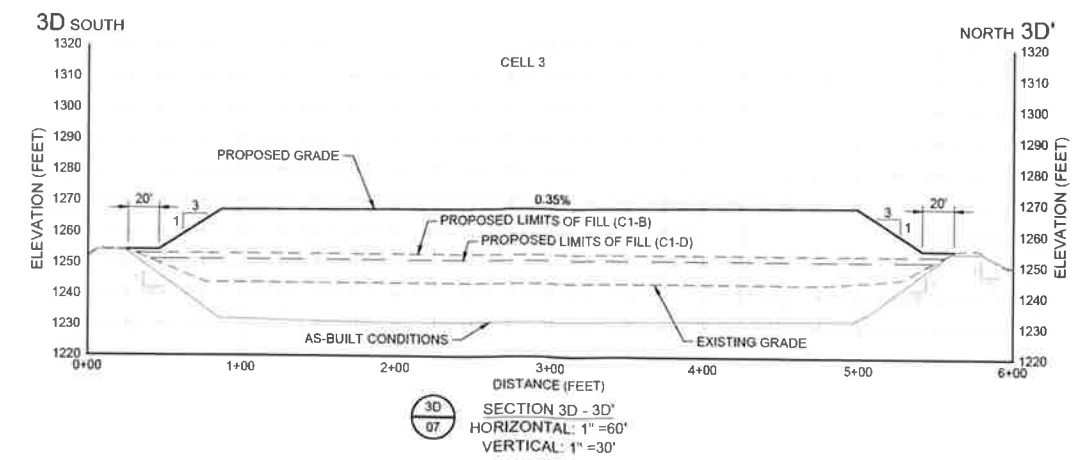 3D SOUTH
NORTH 3D'
CELL 3
ELEVATION (FEET)
1320
1310
1300
1290
1280
1270
1260
1250
1240
1230
1220
PROPOSED GRADE
20'
1
3
0.35%
PROPOSED LIMITS OF FILL (C1-B)
PROPOSED LIMITS OF FILL (C1-D)
3
1
20'
AS-BUILT CONDITIONS
EXISTING GRADE
1320
1310
1300
1290
1280
1270
1260
1250
1240
1230
1220
ELEVATION (FEET)
0+00
1+00
2+00
3+00
4+00
5+00
6+00
DISTANCE (FEET)
3D
07
SECTION 3D - 3D'
HORIZONTAL: 1" =60'
VERTICAL: 1" =30'